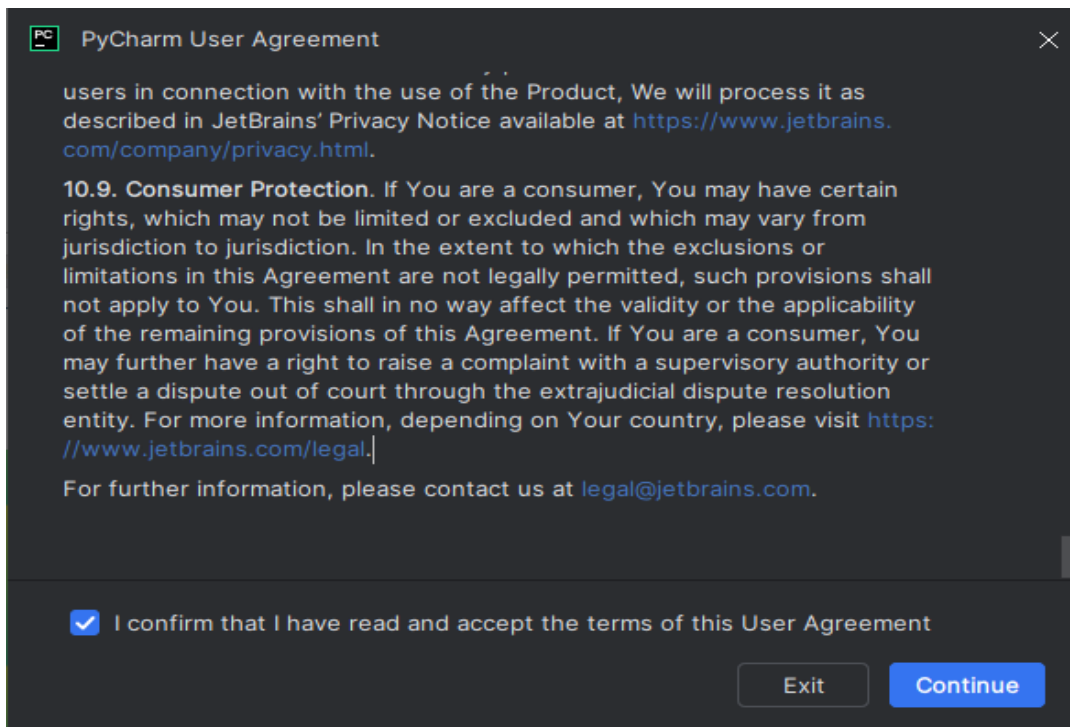 PC PyCharm User Agreement
users in connection with the use of the Product, We will process it as
described in JetBrains’ Privacy Notice available at https://www.jetbrains.
com/company/privacy.html.
10.9. Consumer Protection. If You are a consumer, You may have certain
rights, which may not be limited or excluded and which may vary from
jurisdiction to jurisdiction. In the extent to which the exclusions or
limitations in this Agreement are not legally permitted, such provisions shall
not apply to You. This shall in no way affect the validity or the applicability
of the remaining provisions of this Agreement. If You are a consumer, You
may further have a right to raise a complaint with a supervisory authority or
settle a dispute out of court through the extrajudicial dispute resolution
entity. For more information, depending on Your country, please visit https:
//www.jetbrains.com/legal.
For further information, please contact us at legal@jetbrains.com.
I confirm that I have read and accept the terms of this User Agreement
Exit Continue